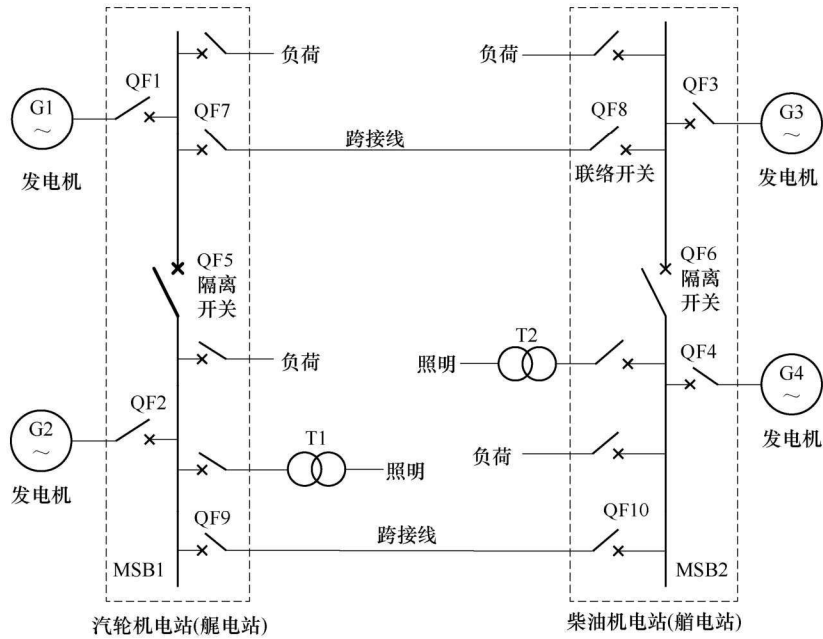 负荷
负荷
QF1
QF3
G1
~
QF7
QF8
G3
~
跨接线
发电机
联络开关
发电机
QF5
隔离
开关
QF6
隔离
开关
T2
照明
负荷
QF4
G4
~
QF2
G2
~
T1
发电机
负荷
照明
发电机
QF9
跨接线
QF10
MSB1
MSB2
汽轮机电站(艉电站)
柴油机电站(艏电站)